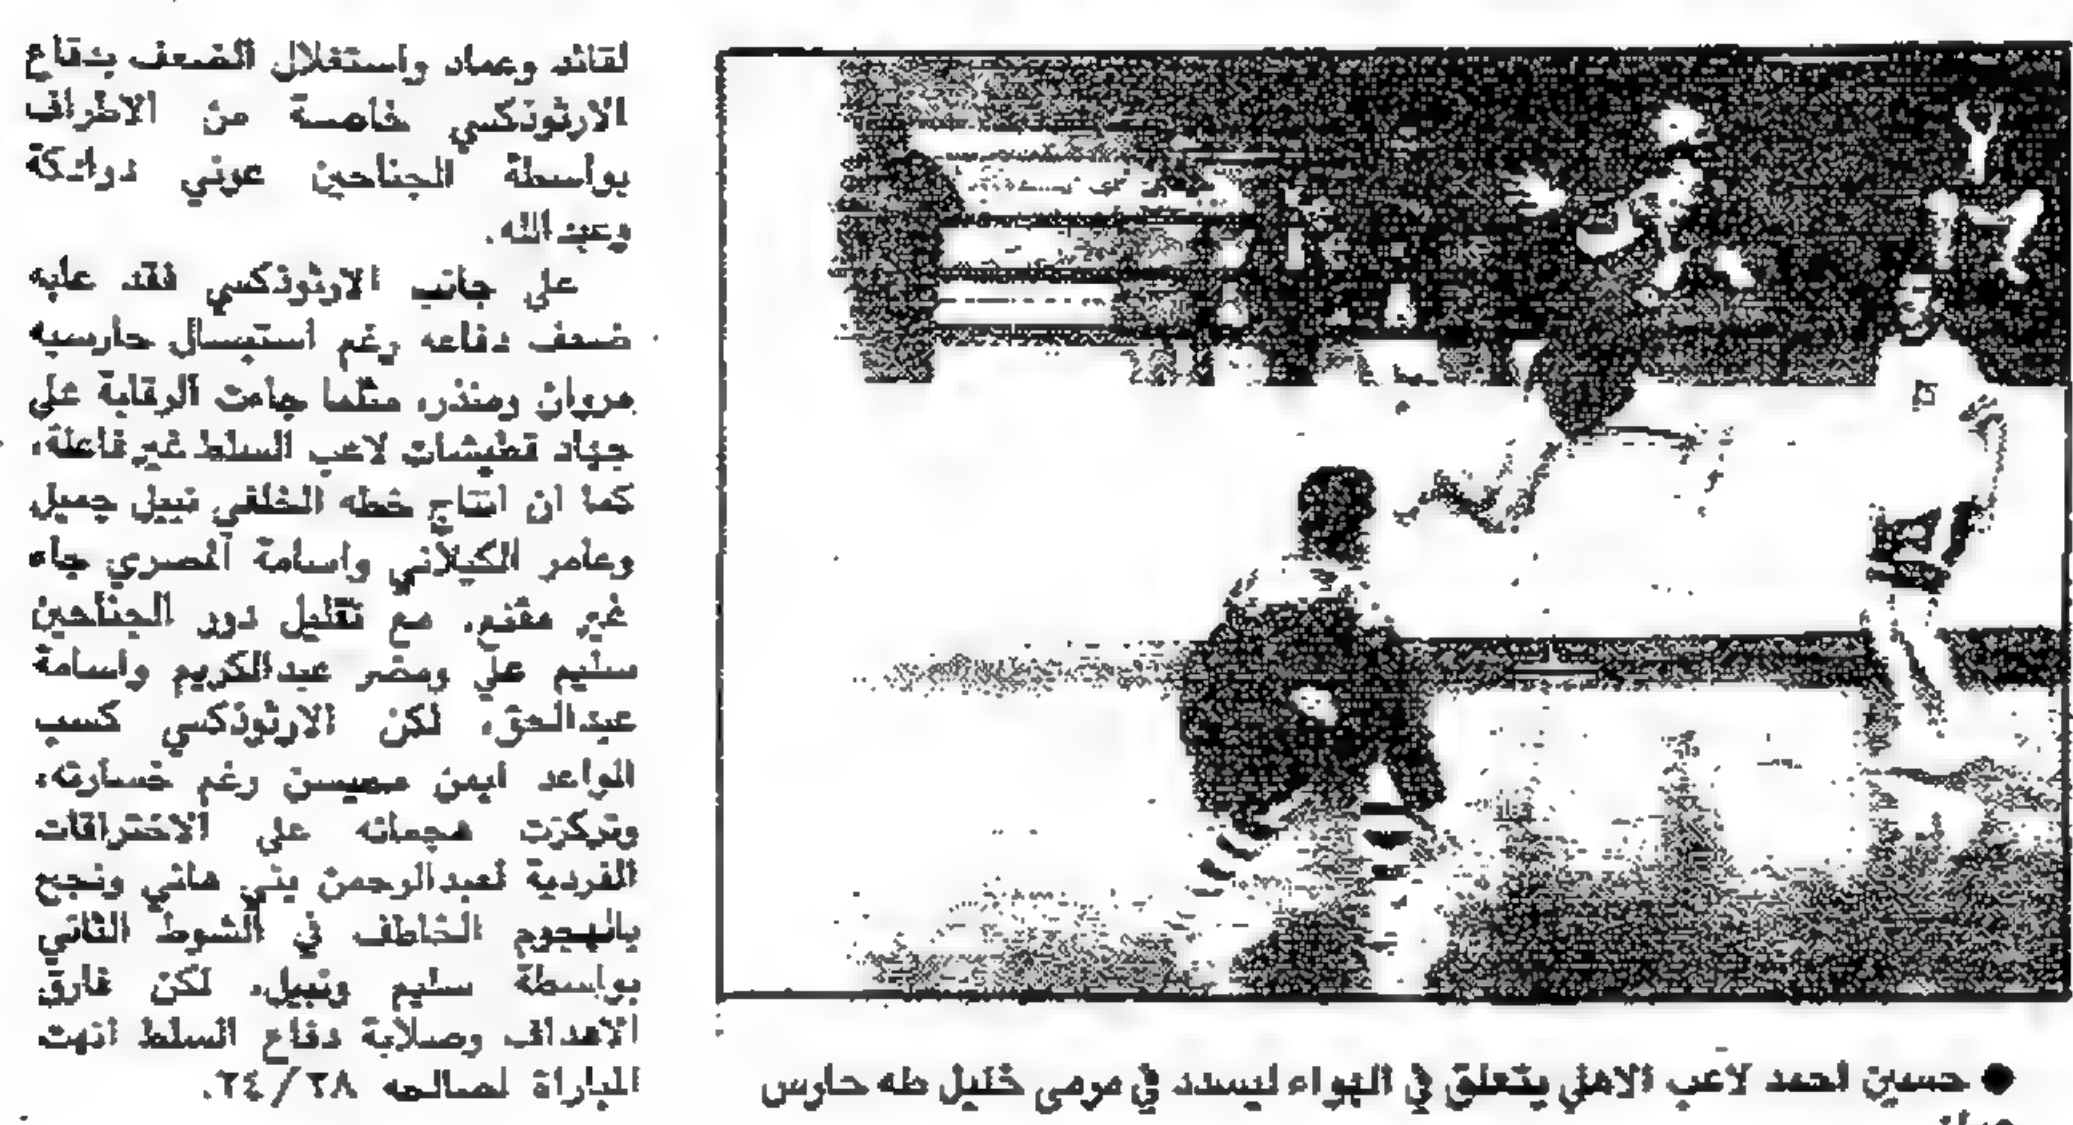 ● حسين احمد لاعب الاهلي يتعلق في الهواء ليسدد في مرمى خليل طه حارس
لقائد وعماد واستغلال الضعف بدفاع
الارثوذكسي خاصة من الاطراف
بواسطة الجناحين عوني دوانكة
وعبدالله.
على جانب الارثوذكسي فقد عابه
ضعف دفاعه رغم استبسال حارسيه
مروان ومنذر، مثلما جاءت الرقابة على
جهاد قطيشات لاعب السلط غير فاعلة،
كما ان انتاج خطه الخلفي نبيل جميل
وعامر الكيلاني واسامة المصري جاء
غير مقنع، مع تقليل دور الجناحين
سليم علي ومضر عبدالكريم واسامة
عبدالحق، لكن الارثوذكسي كسب
الواعد ايمن رغم خسارته،
وتركزت هجماته على الاختراقات
الفردية لعبدالرحمن بني هاني ونجح
بالهجوم الخاطف في الشوط الثاني
بواسطة سليم ونبيل، لكن فارق
الاهداف وصلابة دفاع السلط انهت
المباراة لصالحه ٢٤/٢٨.